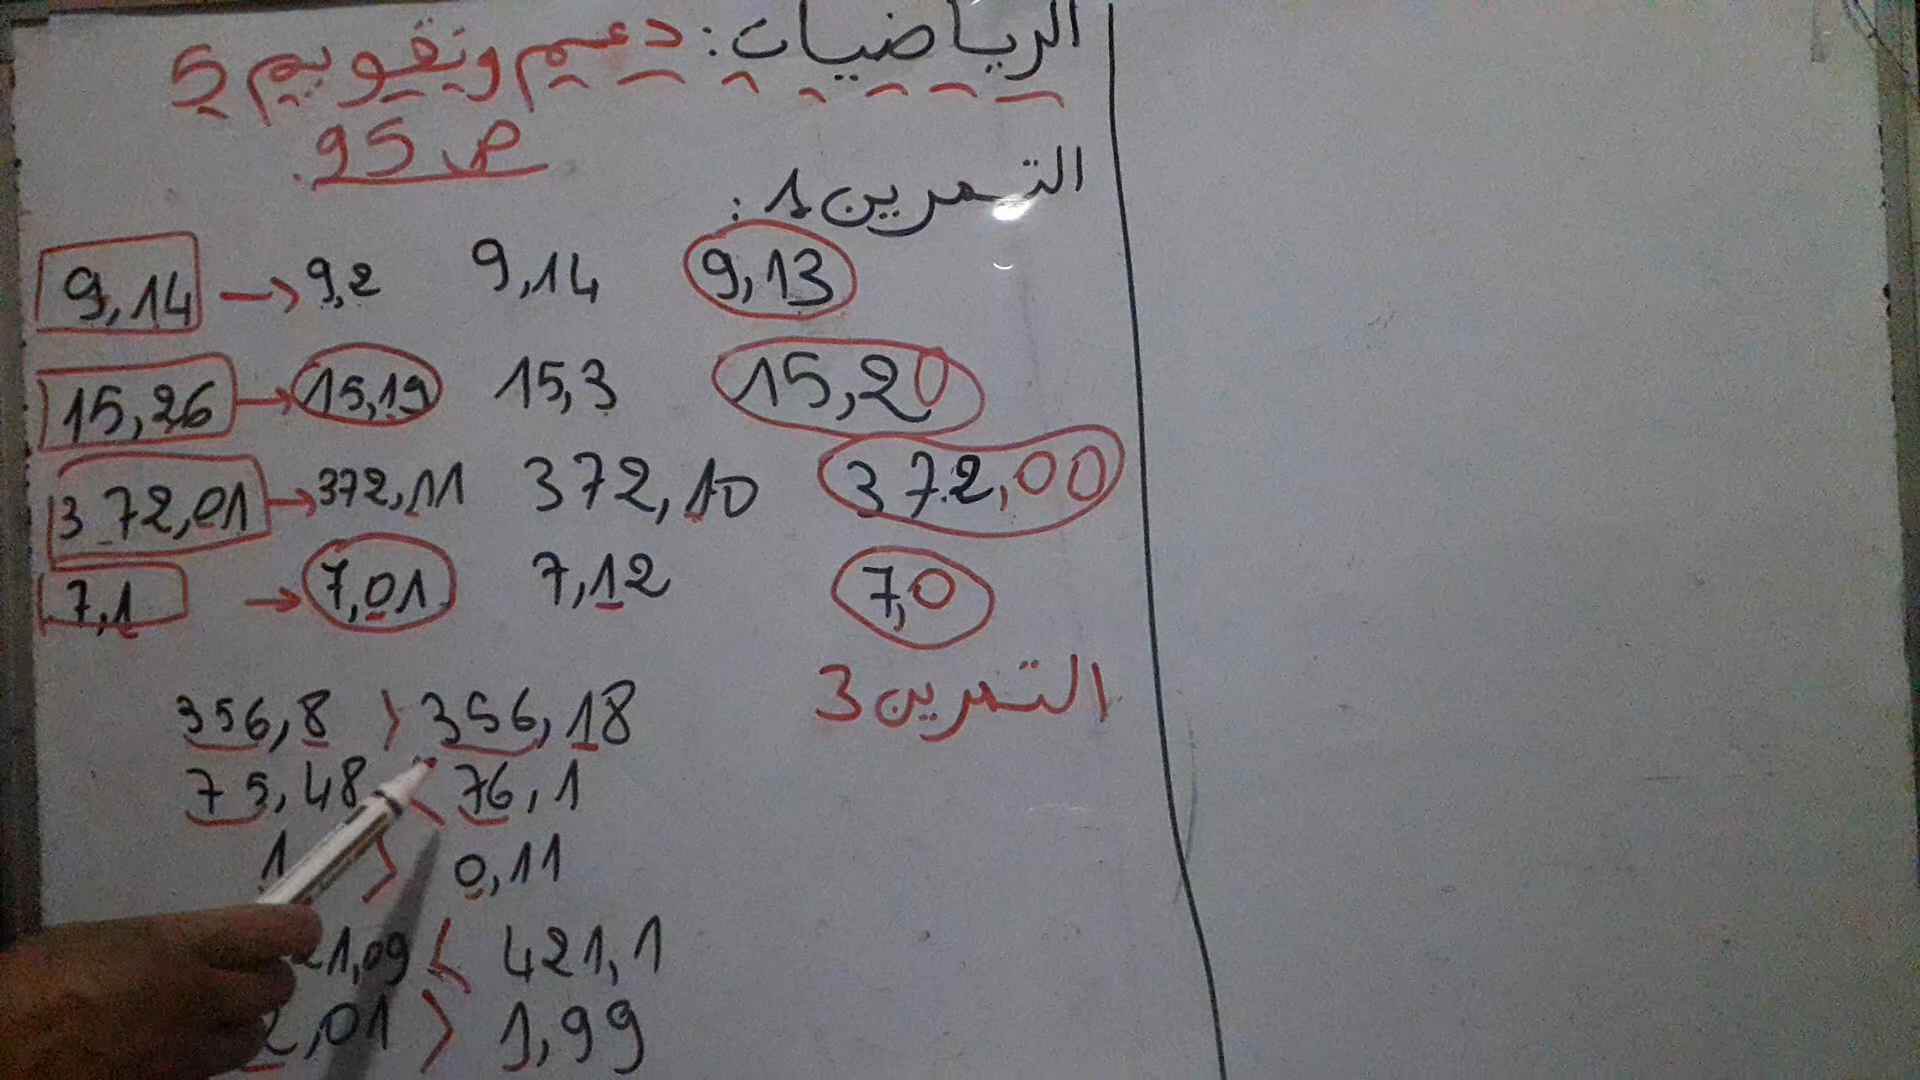 الرياضيات: دعم وتقويم 5
ص 95
التمرين 1:
9,14 → 9,2 9,14 9,13
15,26 → 15,19 15,3 15,20
372,01 → 372,11 372,10 372,00
7,1 → 7,01 7,12 7,0
التمرين 3
356,8 > 356,18
75,48 < 76,1
1 > 0,11
21,09 < 421,1
2,01 > 1,99